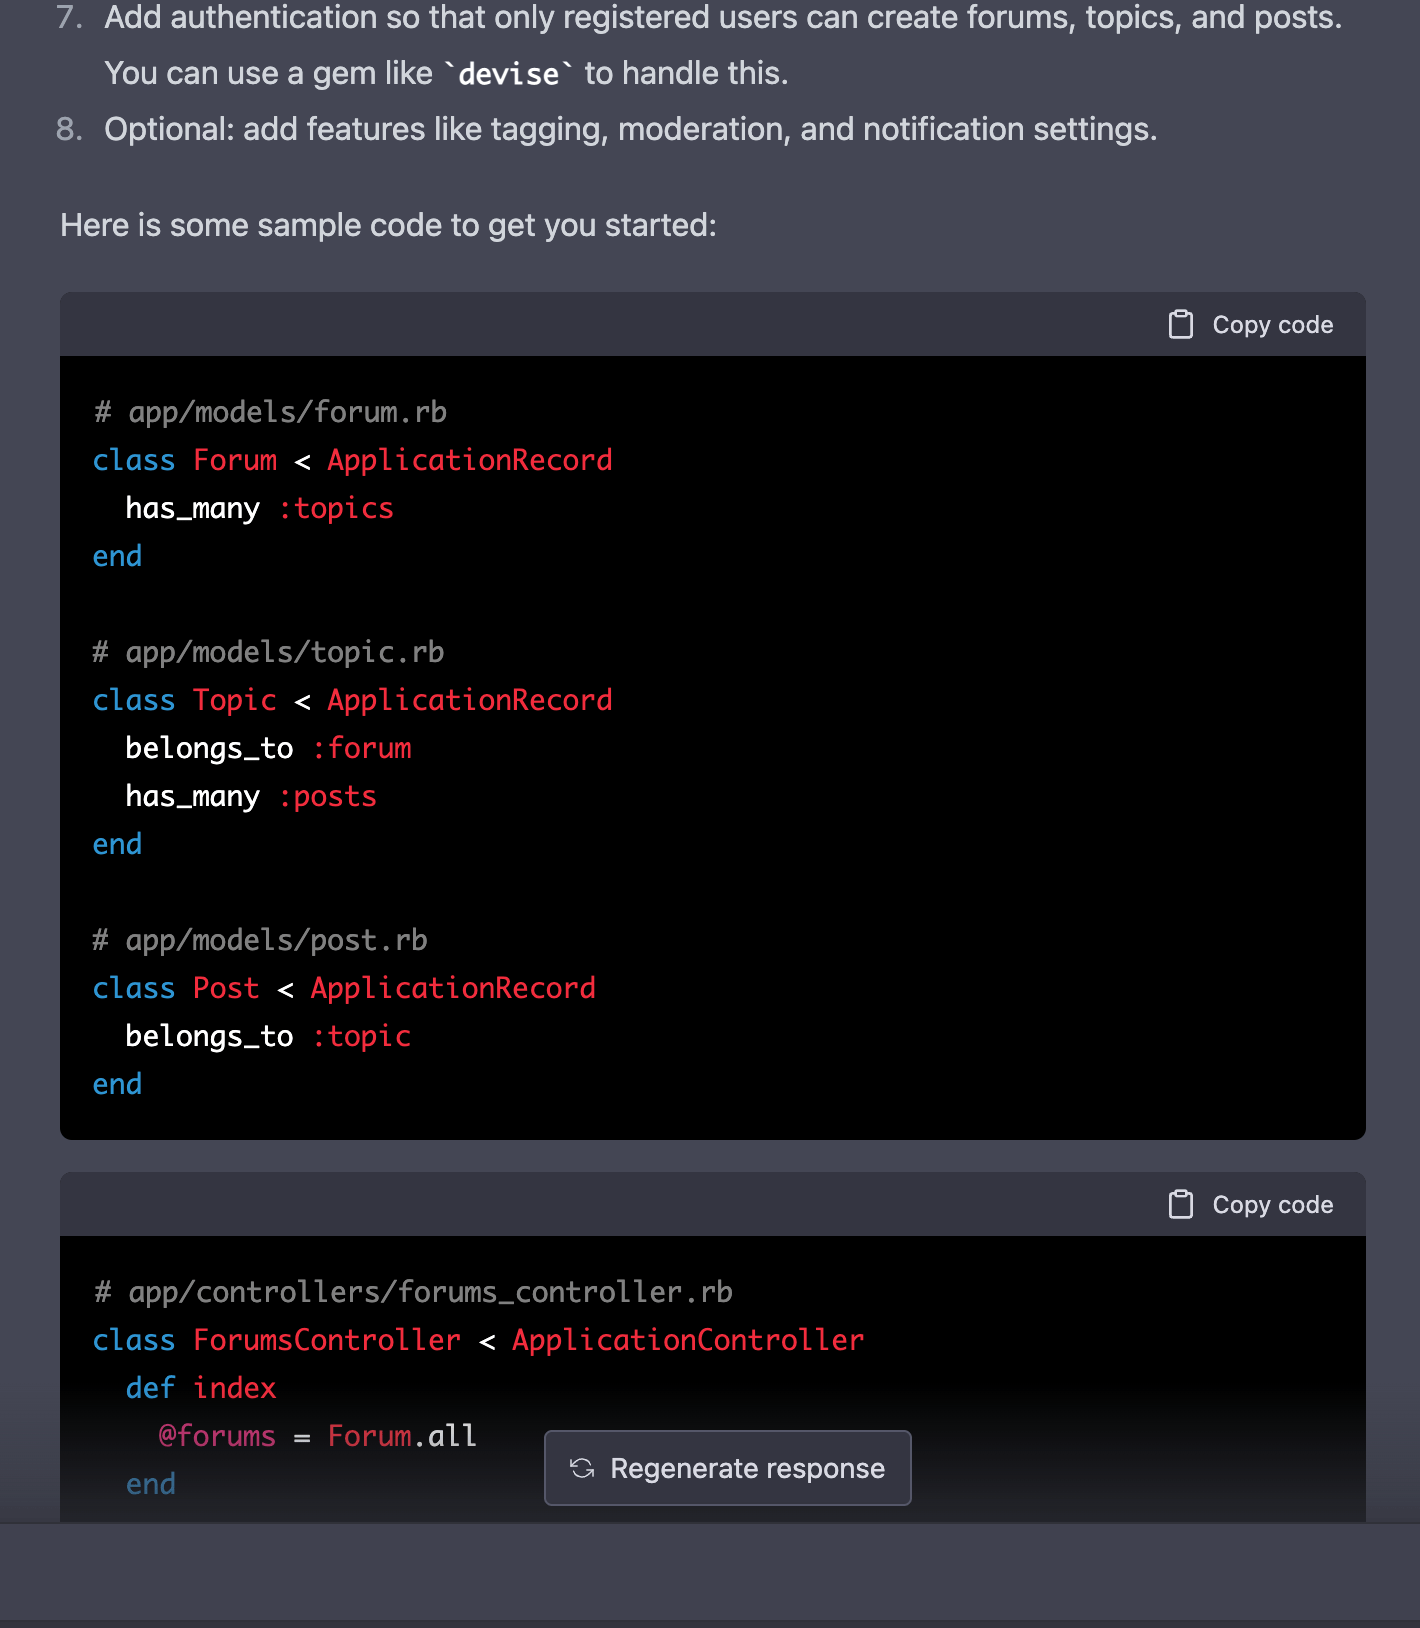 7. Add authentication so that only registered users can create forums, topics, and posts.
You can use a gem like `devise` to handle this.
8. Optional: add features like tagging, moderation, and notification settings.
Here is some sample code to get you started:
Copy code
# app/models/forum.rb
class Forum < ApplicationRecord
  has_many :topics
end
# app/models/topic.rb
class Topic < ApplicationRecord
  belongs_to :forum
  has_many :posts
end
# app/models/post.rb
class Post < ApplicationRecord
  belongs_to :topic
end
Copy code
# app/controllers/forums_controller.rb
class ForumsController < ApplicationController
  def index
    @forums = Forum.all
  end
Regenerate response